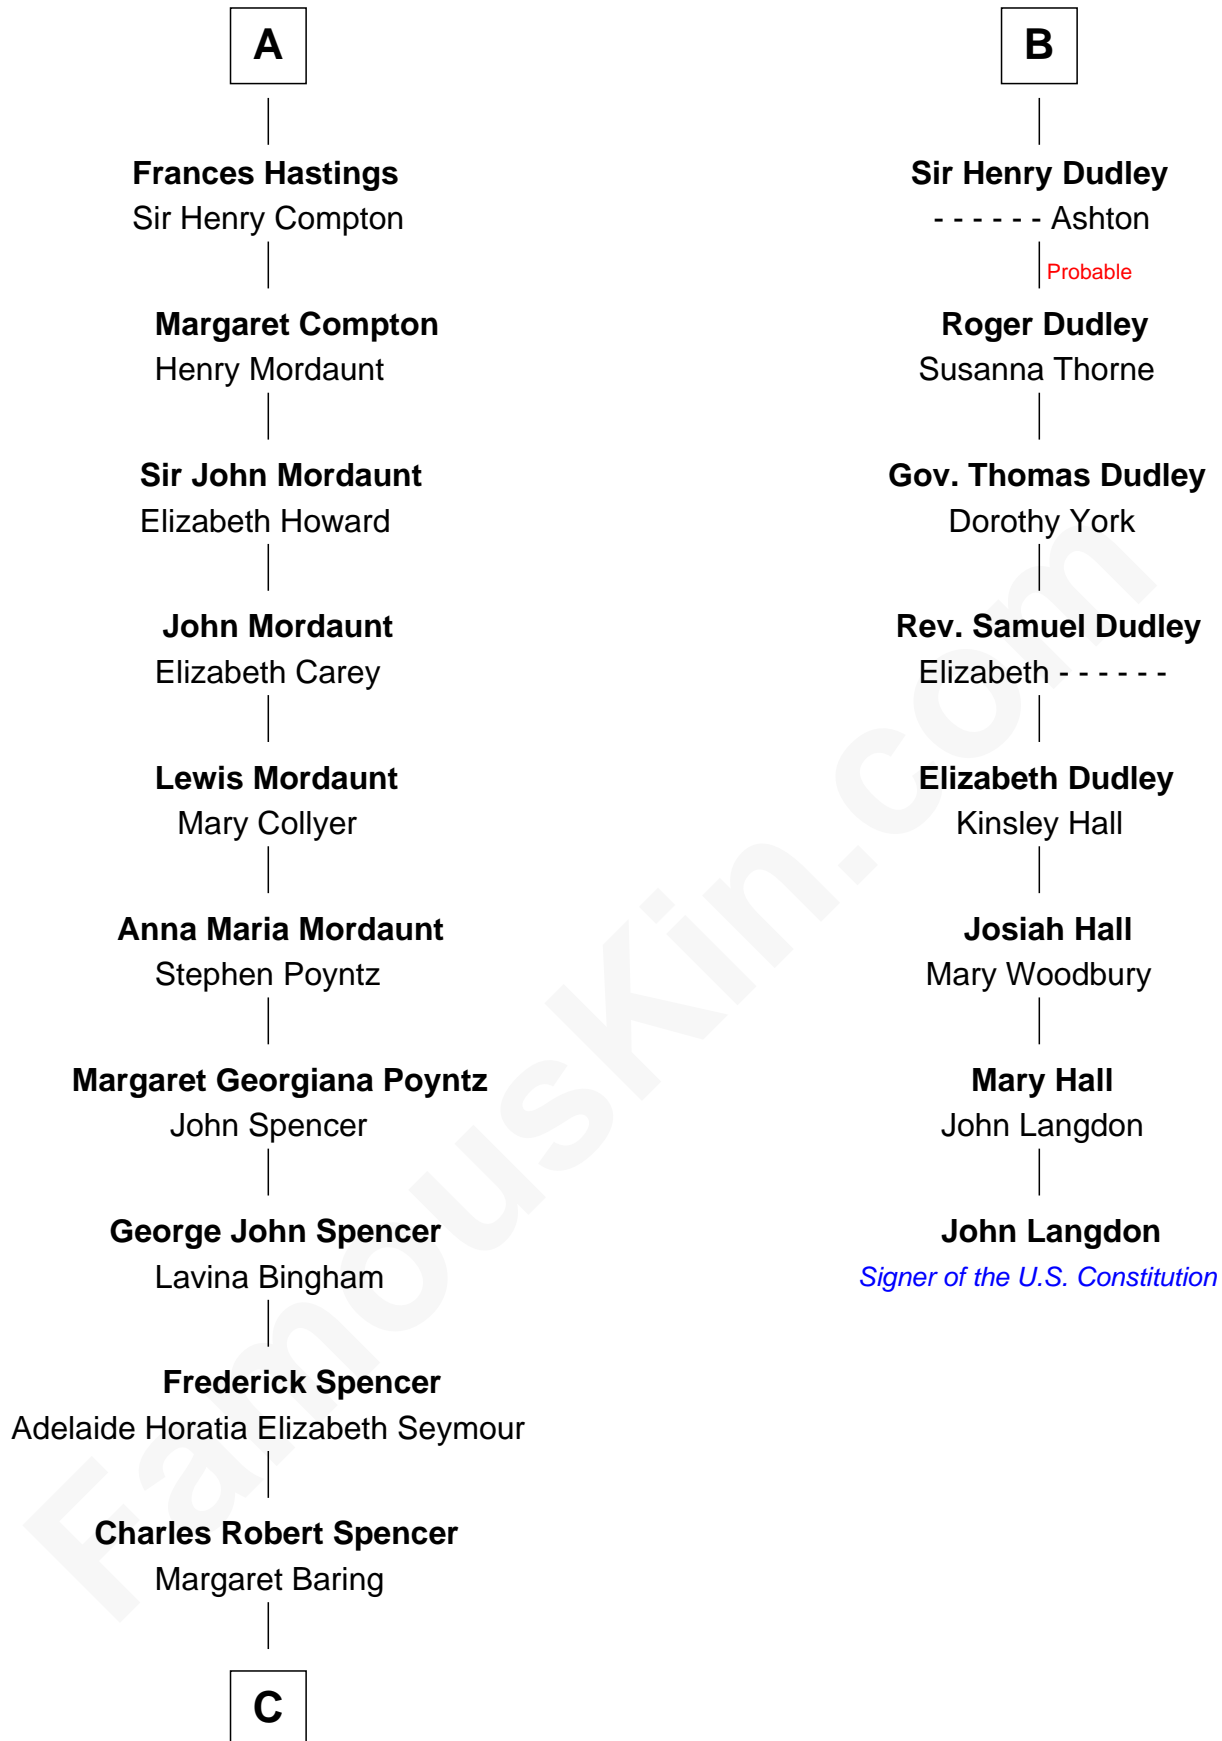 A
Frances Hastings
Sir Henry Compton
Margaret Compton
Henry Mordaunt
Sir John Mordaunt
Elizabeth Howard
John Mordaunt
Elizabeth Carey
Lewis Mordaunt
Mary Collyer
Anna Maria Mordaunt
Stephen Poyntz
Margaret Georgiana Poyntz
John Spencer
George John Spencer
Lavina Bingham
Frederick Spencer
Adelaide Horatia Elizabeth Seymour
Charles Robert Spencer
Margaret Baring
C
B
Sir Henry Dudley
- - - - - - Ashton
Probable
Roger Dudley
Susanna Thorne
Gov. Thomas Dudley
Dorothy York
Rev. Samuel Dudley
Elizabeth - - - - - -
Elizabeth Dudley
Kinsley Hall
Josiah Hall
Mary Woodbury
Mary Hall
John Langdon
John Langdon
Signer of the U.S. Constitution
FamousKin.com